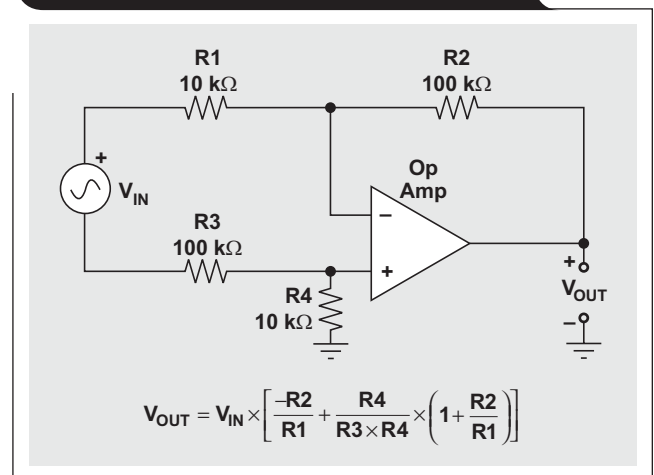 R1
10 kΩ
R2
100 kΩ
+
V_IN
Op
Amp
–
R3
100 kΩ
+
R4
10 kΩ
+
V_OUT
–
V_OUT = V_IN × [ –R2/R1 + R4/(R3×R4) × ( 1 + R2/R1 ) ]